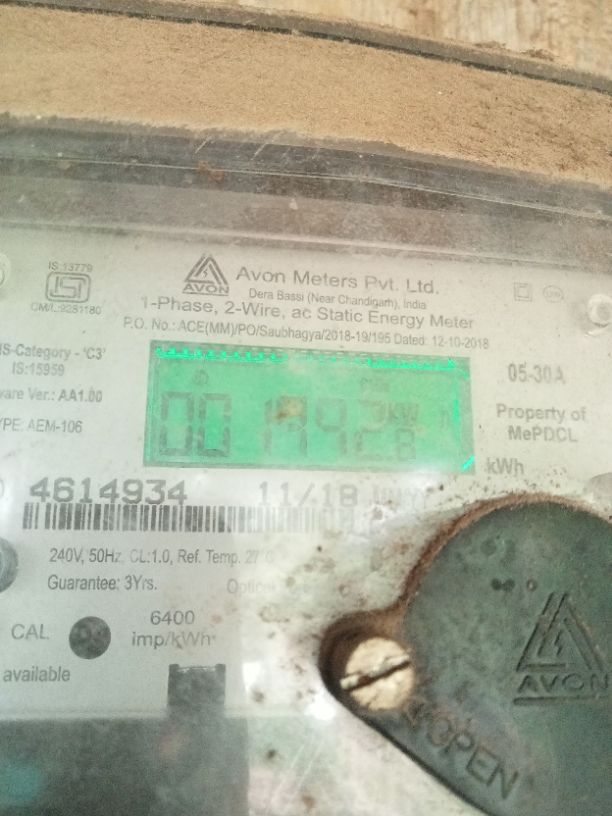 IS:13779
ISI
CM/L:9281180
AVON
Avon Meters Pvt. Ltd.
Dera Bassi (Near Chandigarh), India
1-Phase, 2-Wire, ac Static Energy Meter
P.O. No.: ACE(MM)/PO/Saubhagya/2018-19/195 Dated: 12-10-2018
IS-Category - 'C3'
IS:15959
are Ver.: AA1.00
YPE: AEM-106
05-30A
Property of
MePDCL
kWh
4614934 11/18
240V, 50Hz, CL:1.0, Ref. Temp. 27
Guarantee: 3Yrs.
CAL.
6400
imp/kWh
available
AVON
OPEN